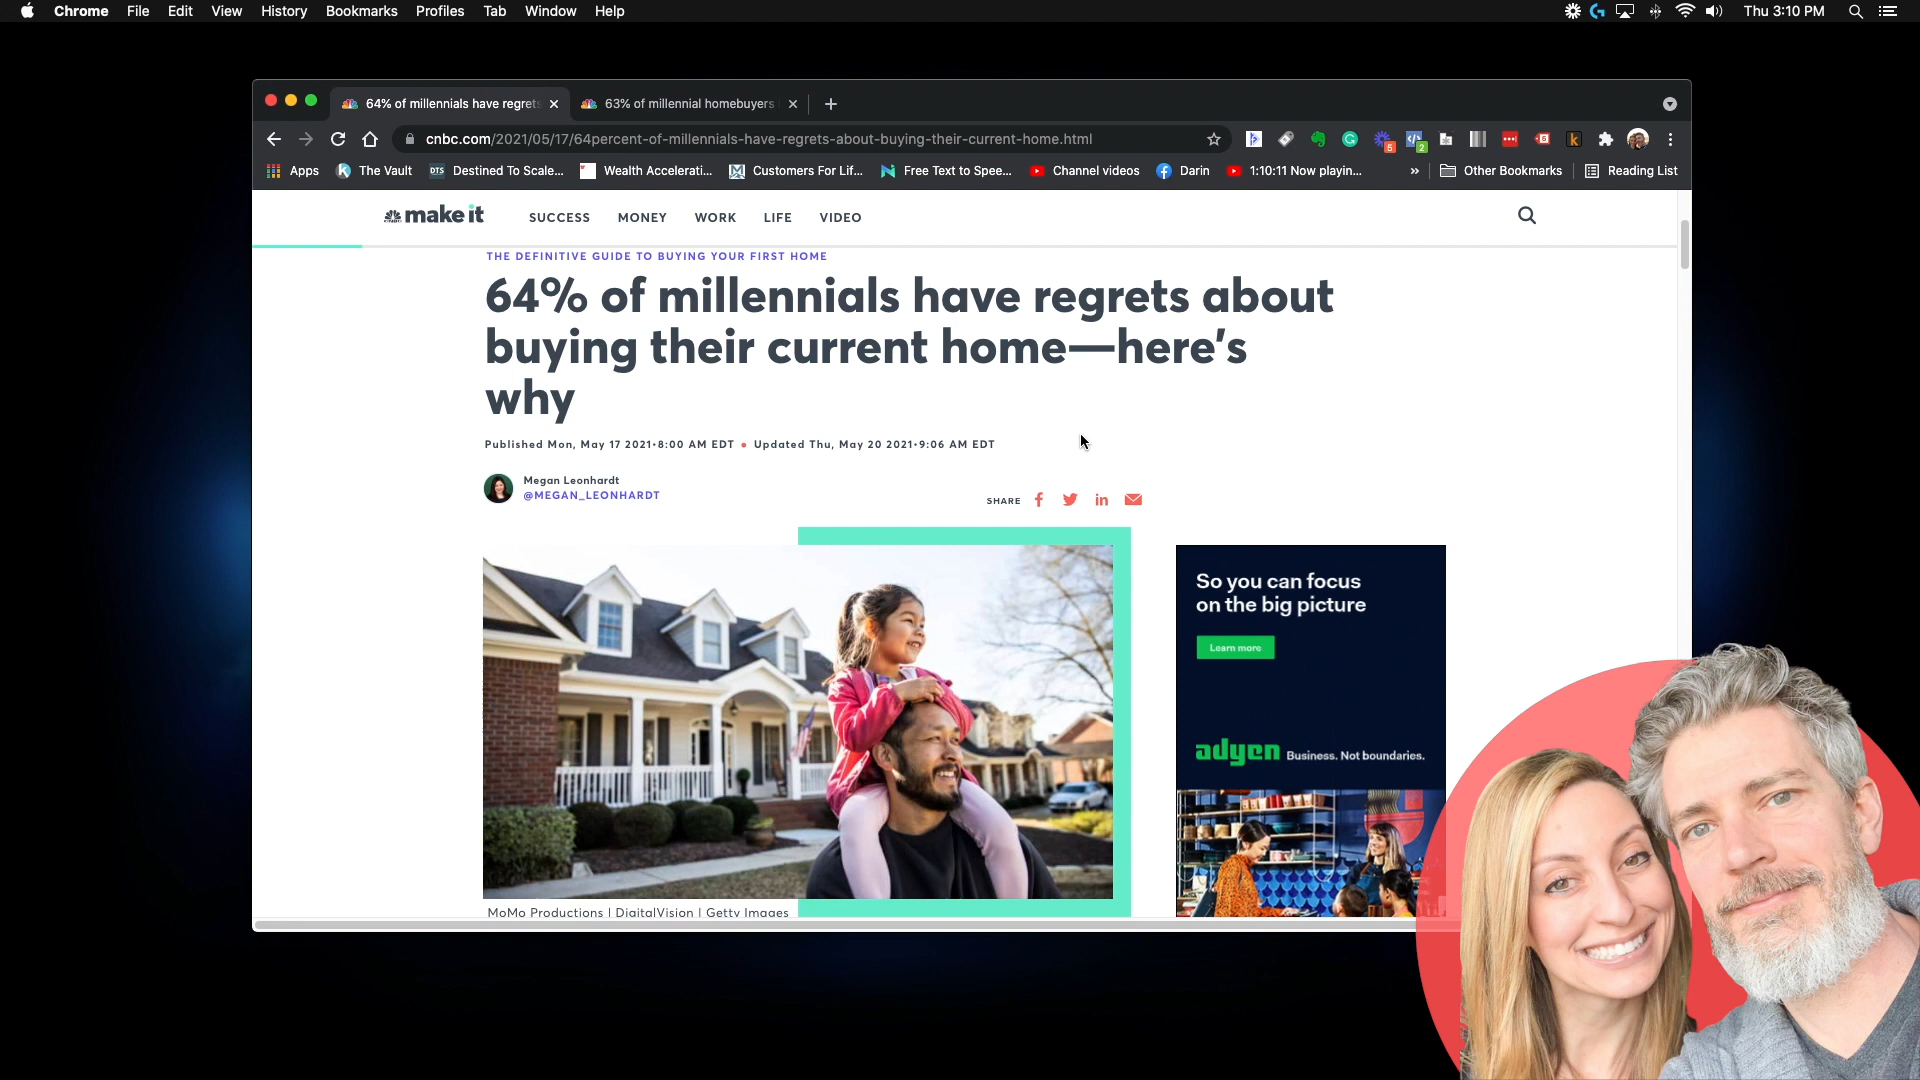 Chrome File Edit View History Bookmarks Profiles Tab Window Help
Thu 3:10 PM
64% of millennials have regrets
63% of millennial homebuyers
cnbc.com/2021/05/17/64percent-of-millennials-have-regrets-about-buying-their-current-home.html
5
2
Apps
The Vault
DTS Destined To Scale...
Wealth Accelerati...
Customers For Lif...
Free Text to Spee...
Channel videos
Darin
1:10:11 Now playin...
»
Other Bookmarks
Reading List
make it
SUCCESS MONEY WORK LIFE VIDEO
THE DEFINITIVE GUIDE TO BUYING YOUR FIRST HOME
64% of millennials have regrets about
buying their current home—here's
why
Published Mon, May 17 2021•8:00 AM EDT • Updated Thu, May 20 2021•9:06 AM EDT
Megan Leonhardt
@MEGAN_LEONHARDT
SHARE
So you can focus
on the big picture
Learn more
adyen Business. Not boundaries.
MoMo Productions | DigitalVision | Getty Images